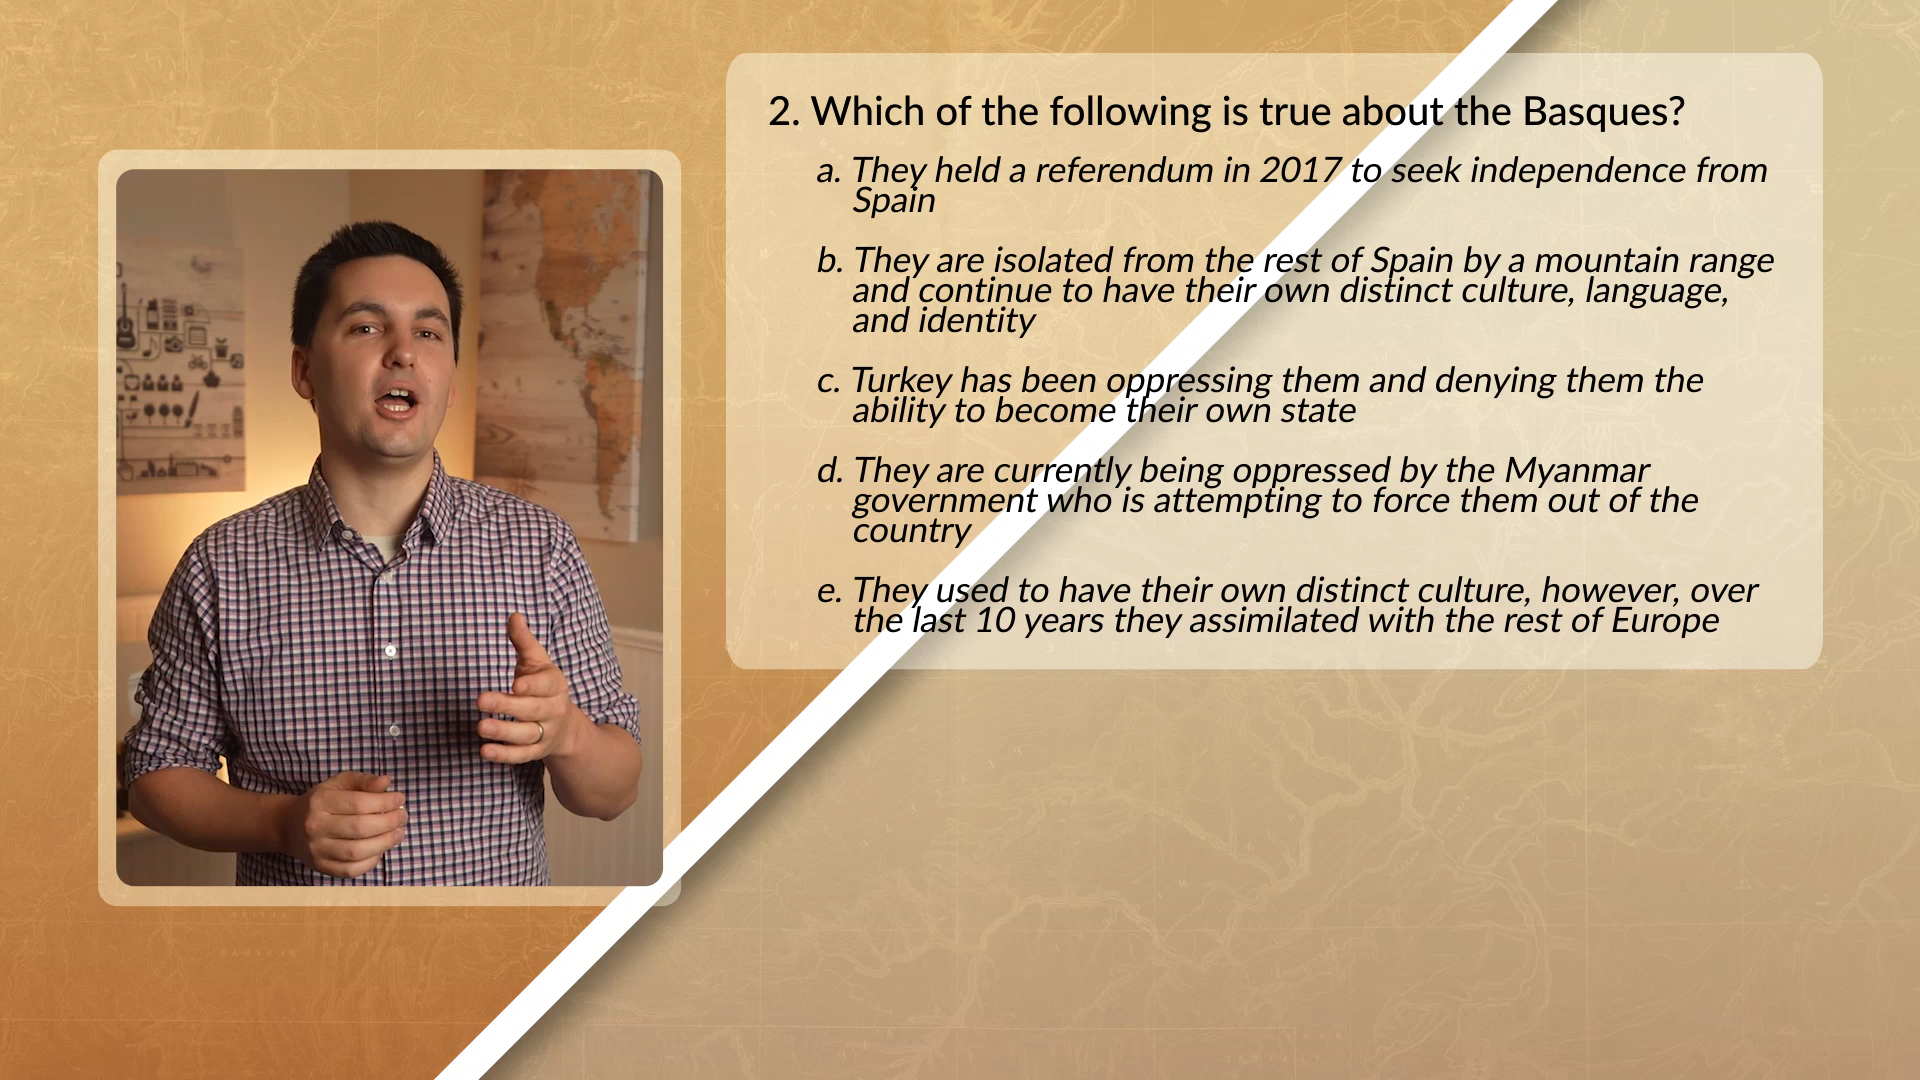 2. Which of the following is true about the Basques?
a. They held a referendum in 2017 to seek independence from
Spain
b. They are isolated from the rest of Spain by a mountain range
and continue to have their own distinct culture, language,
and identity
c. Turkey has been oppressing them and denying them the
ability to become their own state
d. They are currently being oppressed by the Myanmar
government who is attempting to force them out of the
country
e. They used to have their own distinct culture, however, over
the last 10 years they assimilated with the rest of Europe